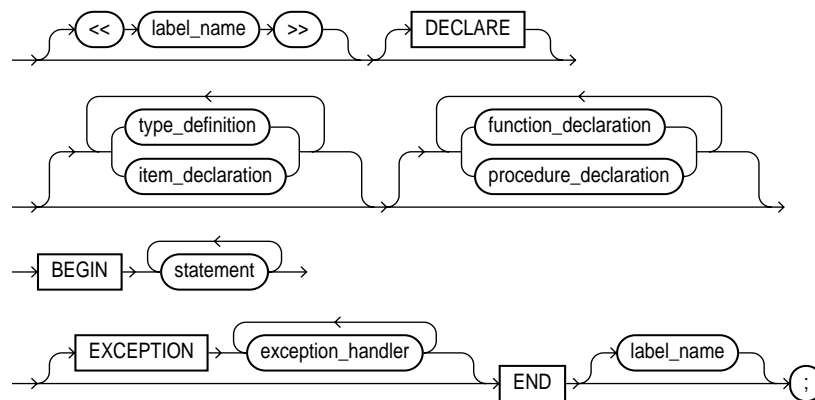 << label_name >> DECLARE
type_definition function_declaration
item_declaration procedure_declaration
BEGIN statement
EXCEPTION exception_handler label_name
END ;